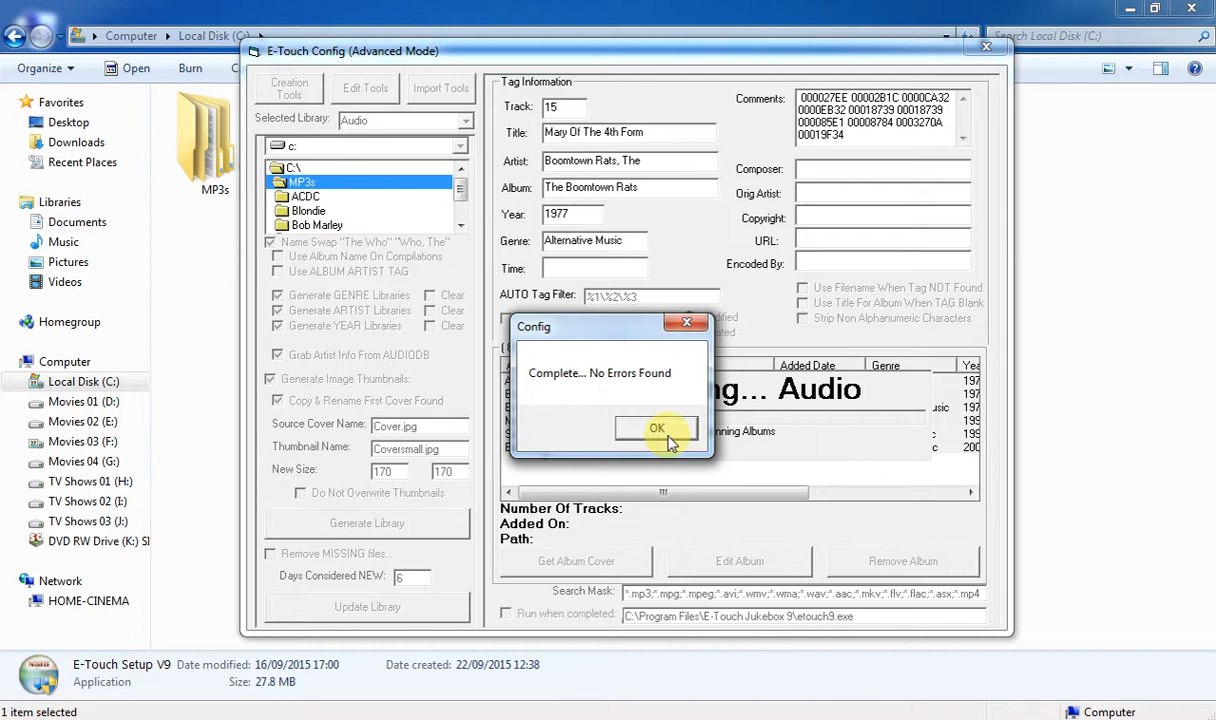 Computer
Local Disk (C:)
Search Local Disk (C:)
Organize
Open
Burn
Favorites
Desktop
Downloads
Recent Places
Libraries
Documents
Music
Pictures
Videos
Homegroup
Computer
Local Disk (C:)
Movies 01 (D:)
Movies 02 (E:)
Movies 03 (F:)
Movies 04 (G:)
TV Shows 01 (H:)
TV Shows 02 (I:)
TV Shows 03 (J:)
DVD RW Drive (K:) SI
Network
HOME-CINEMA
MP3s
E-Touch Config (Advanced Mode)
Creation Tools
Edit Tools
Import Tools
Selected Library: Audio
c:
C:\
MP3s
ACDC
Blondie
Bob Marley
Name Swap "The Who" "Who, The"
Use Album Name On Compilations
Use ALBUM ARTIST TAG
Generate GENRE Libraries Clear
Generate ARTIST Libraries Clear
Generate YEAR Libraries Clear
Grab Artist Info From AUDIODB
Generate Image Thumbnails:
Copy & Rename First Cover Found
Source Cover Name: Cover.jpg
Thumbnail Name: Coversmall.jpg
New Size: 170 170
Do Not Overwrite Thumbnails
Generate Library
Remove MISSING files...
Days Considered NEW: 6
Update Library
Tag Information
Track: 15
Title: Mary Of The 4th Form
Artist: Boomtown Rats, The
Album: The Boomtown Rats
Year: 1977
Genre: Alternative Music
Time:
AUTO Tag Filter: %1\%2\%3
Comments: 000027EE 00002B1C 0000CA32
0000EB32 00018739 00018739
000085E1 00008784 0003270A
00019F34
Composer:
Orig Artist:
Copyright:
URL:
Encoded By:
Use Filename When Tag NOT Found.
Use Title For Album When TAG Blank
Strip Non Alphanumeric Characters
Config
Complete... No Errors Found
OK
Added Date
Genre
ng... Audio
nning Albums
Number Of Tracks:
Added On:
Path:
Get Album Cover
Edit Album
Remove Album
Search Mask: *.mp3;*.mpg;*.mpeg;*.avi;*.wmv;*.wma;*.wav;*.aac;*.mkv;*.flv;*.flac;*.asx;*.mp4
Run when completed: C:\Program Files\E-Touch Jukebox 9\etouch9.exe
E-Touch Setup V9 Date modified: 16/09/2015 17:00 Date created: 22/09/2015 12:38
Application Size: 27.8 MB
1 item selected
Computer